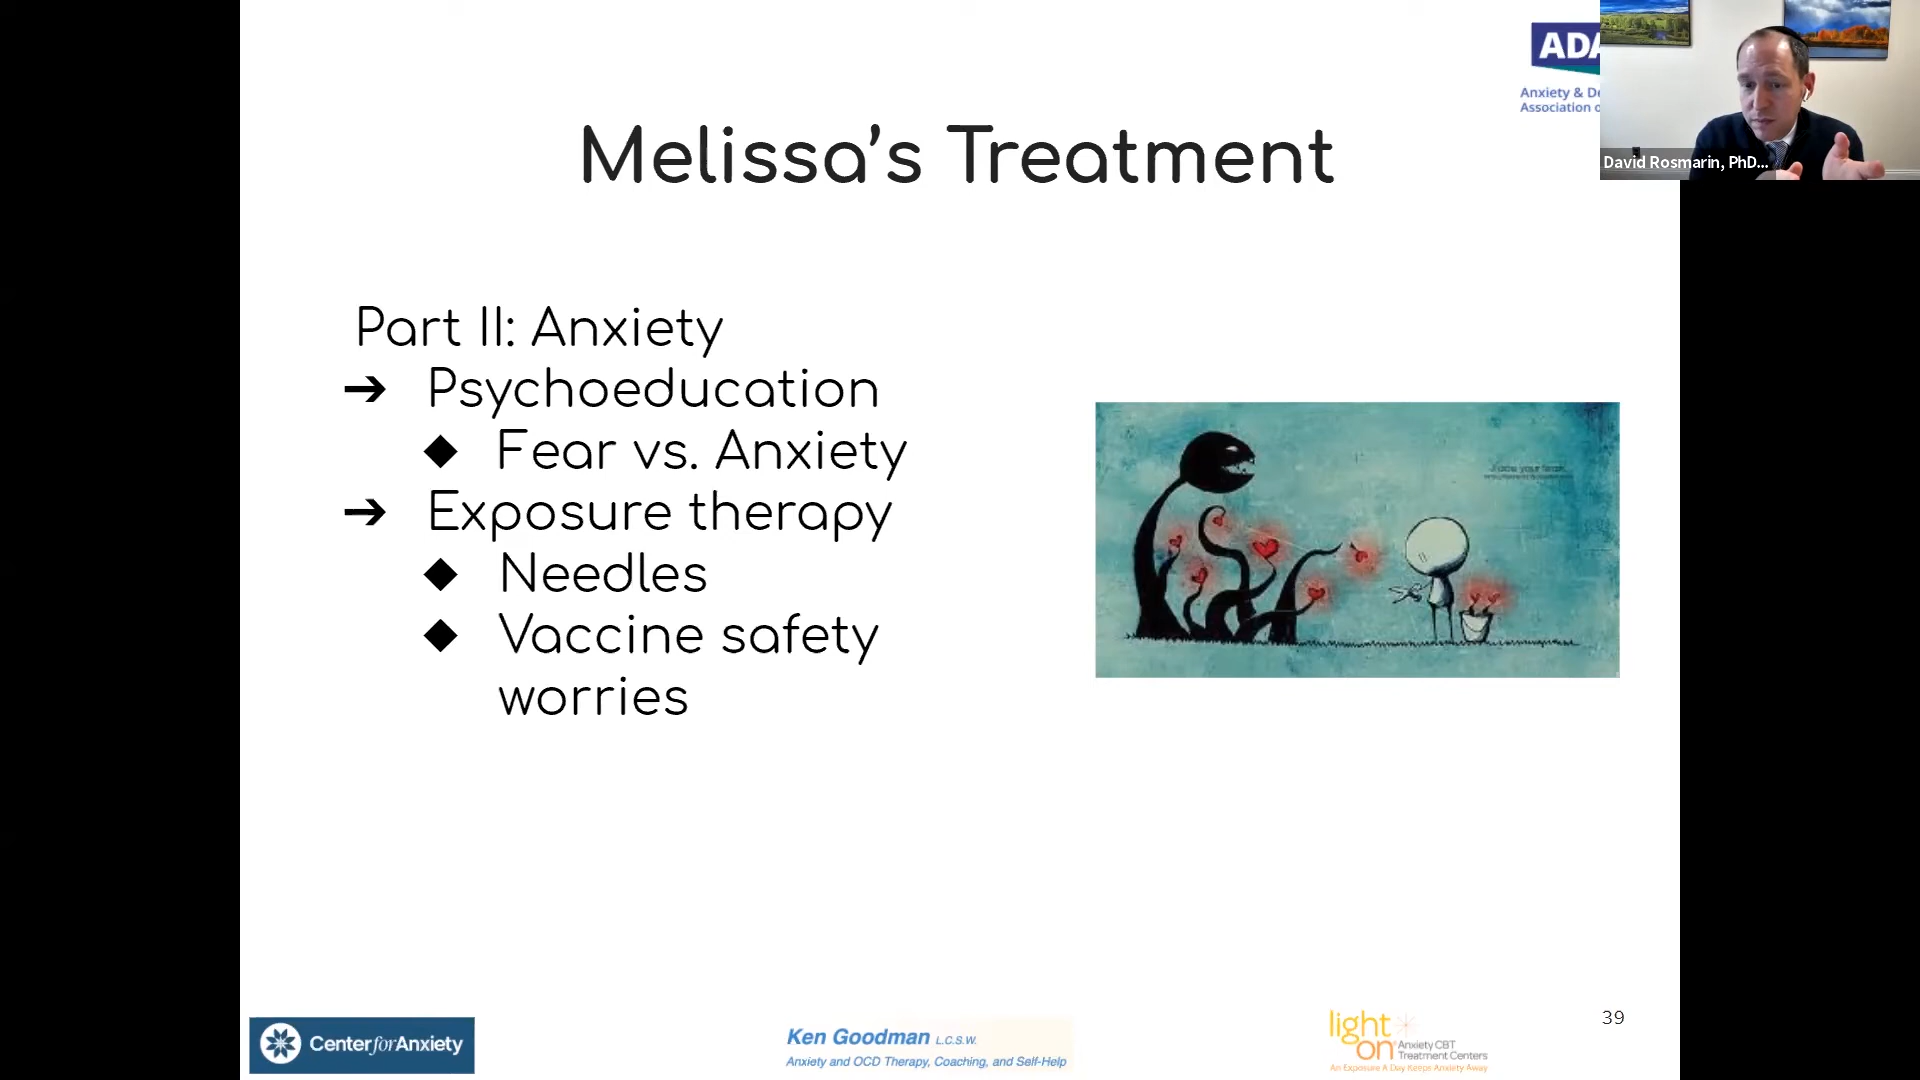 ADA
Anxiety & De
Association o
David Rosmarin, PhD...
Melissa’s Treatment
Part II: Anxiety
➔ Psychoeducation
◆ Fear vs. Anxiety
➔ Exposure therapy
◆ Needles
◆ Vaccine safety
worries
39
Center for Anxiety
Ken Goodman L.C.S.W.
Anxiety and OCD Therapy, Coaching, and Self-Help
light
on Anxiety CBT
Treatment Centers
An Exposure A Day Keeps Anxiety Away